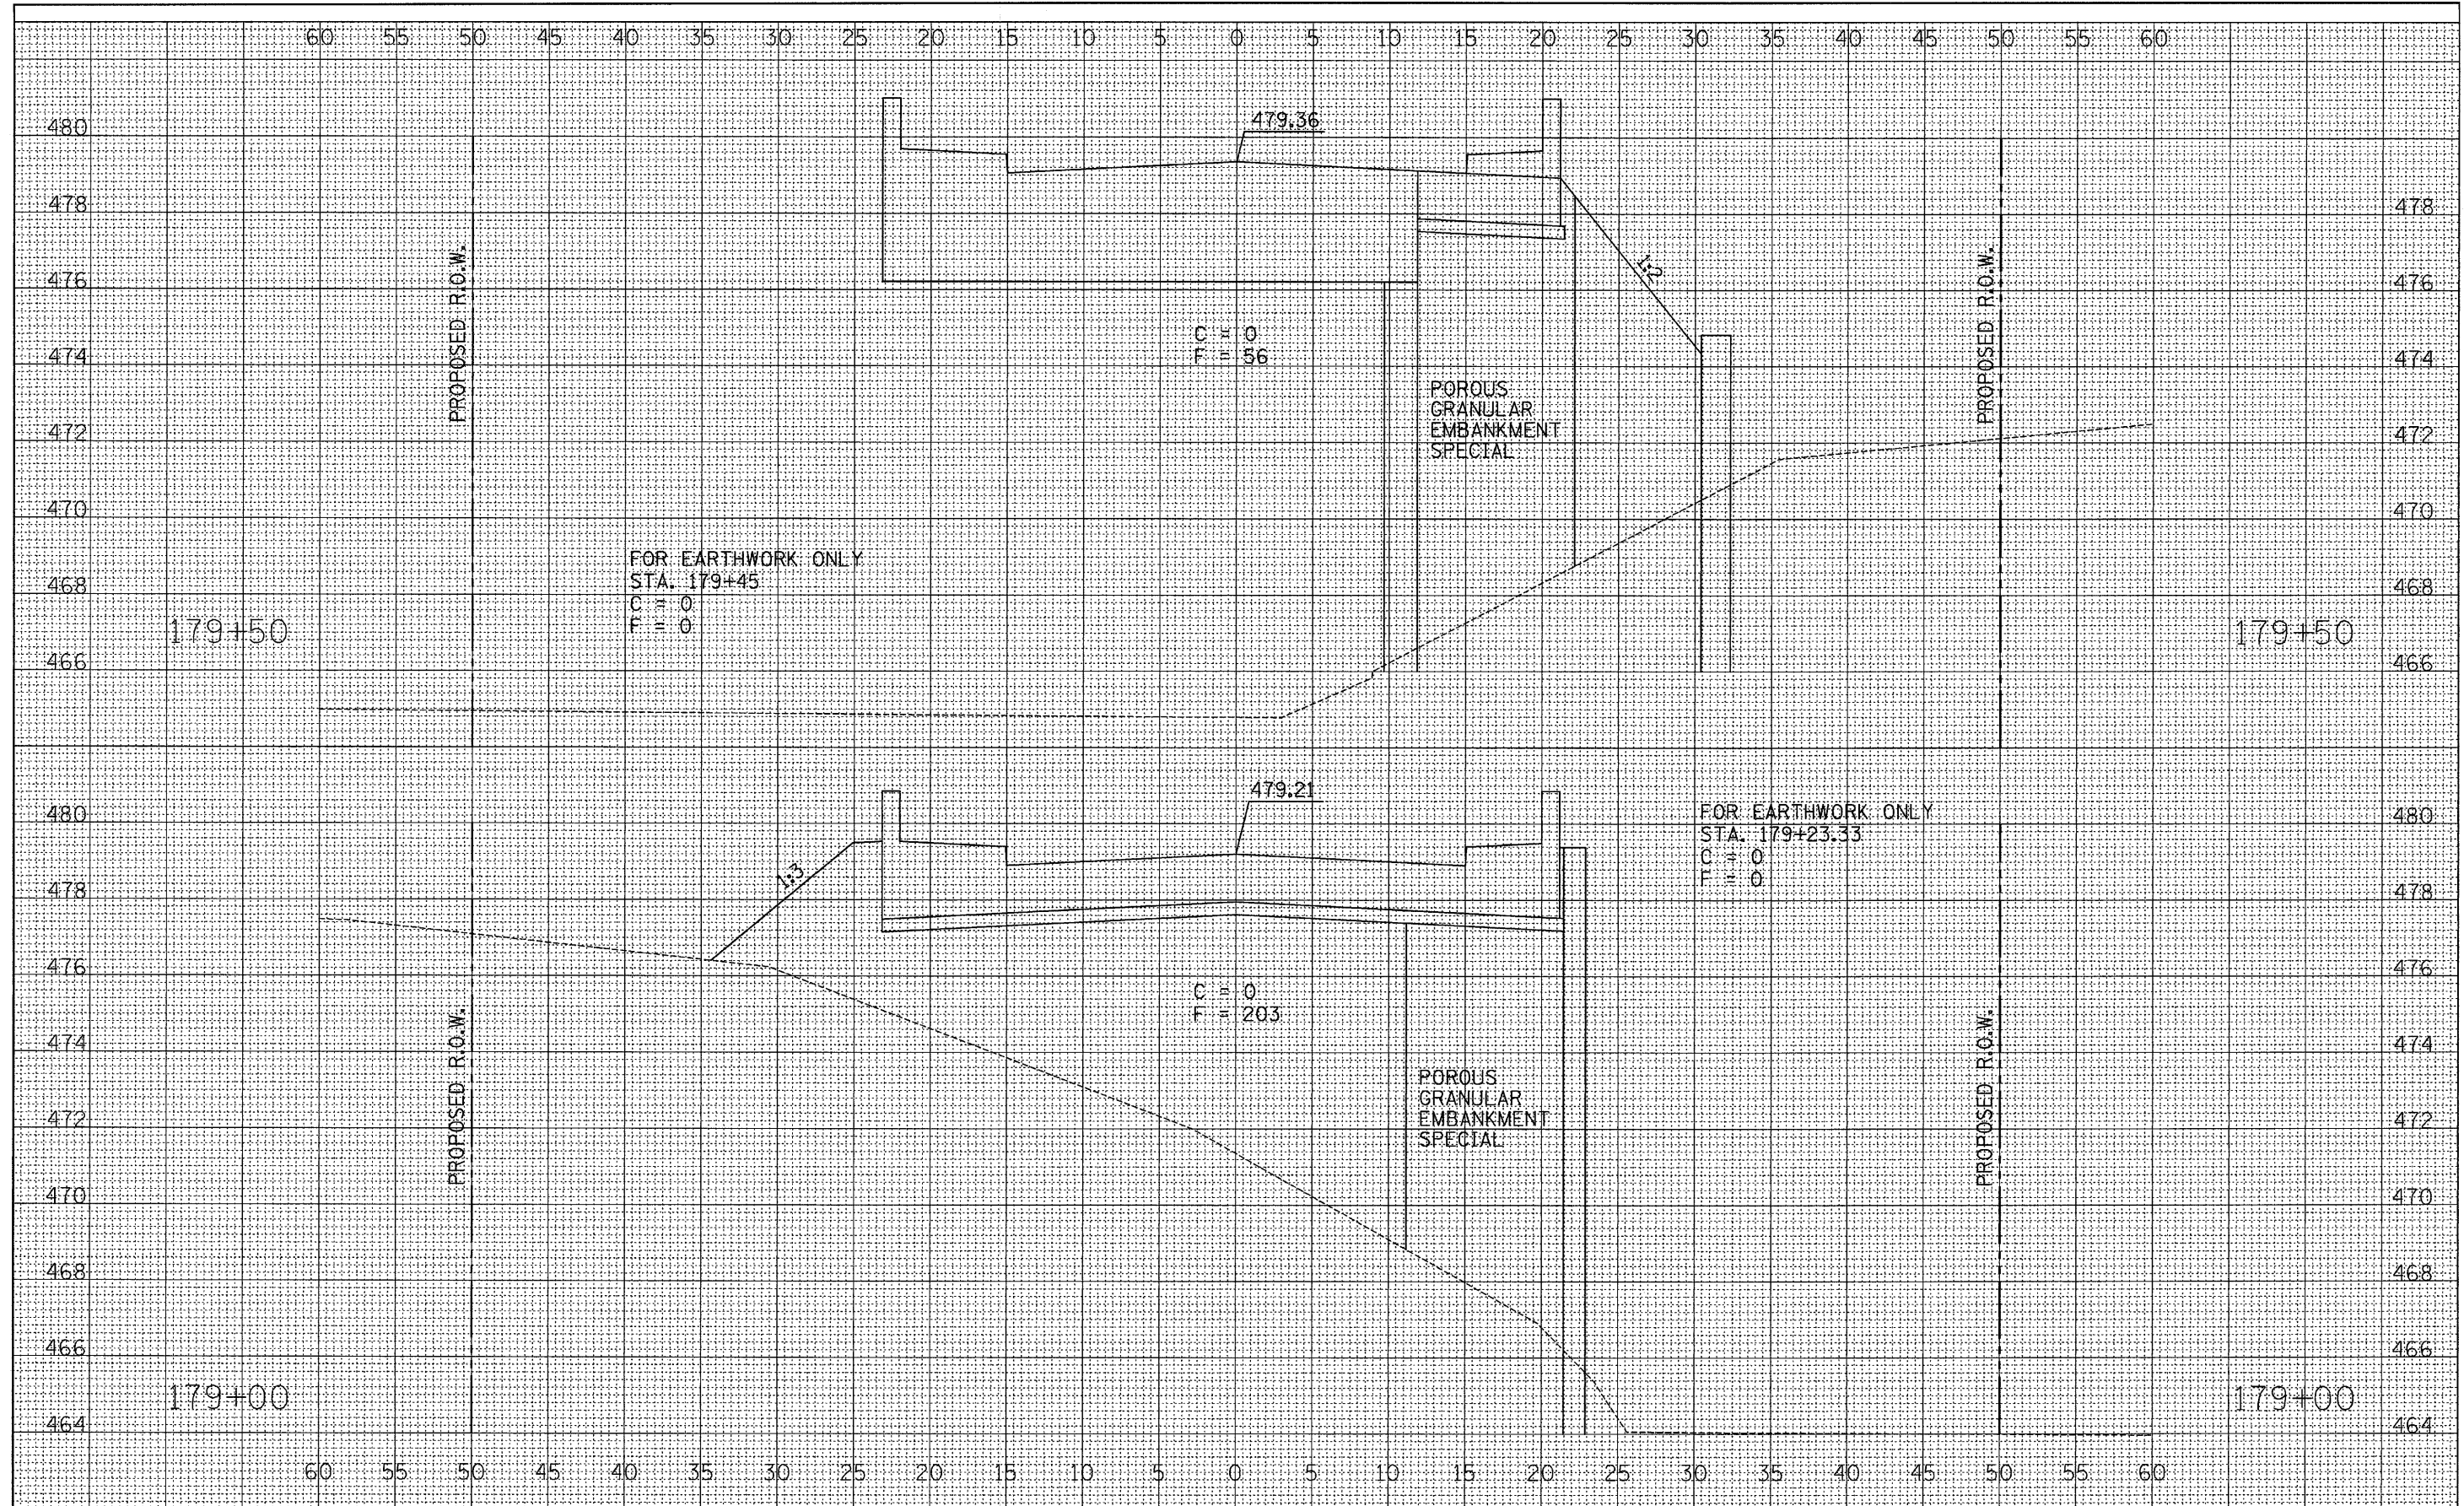 60 55 50 45 40 35 30 25 20 15 10 5 0 5 10 15 20 25 30 35 40 45 50 55 60
479.36
480
478 478
PROPOSED R.O.W. PROPOSED R.O.W.
1:2
476 476
C = 0
F = 56
474 474
POROUS
GRANULAR
EMBANKMENT
SPECIAL
472 472
470 470
FOR EARTHWORK ONLY
STA. 179+45
C = 0
F = 0
468 468
179+50 179+50
466 466
479.21
480 480
FOR EARTHWORK ONLY
STA. 179+23.33
C = 0
F = 0
1:3
478 478
476 476
C = 0
F = 203
PROPOSED R.O.W. PROPOSED R.O.W.
474 474
POROUS
GRANULAR
EMBANKMENT
SPECIAL
472 472
470 470
468 468
466 466
179+00 179+00
464 464
60 55 50 45 40 35 30 25 20 15 10 5 0 5 10 15 20 25 30 35 40 45 50 55 60